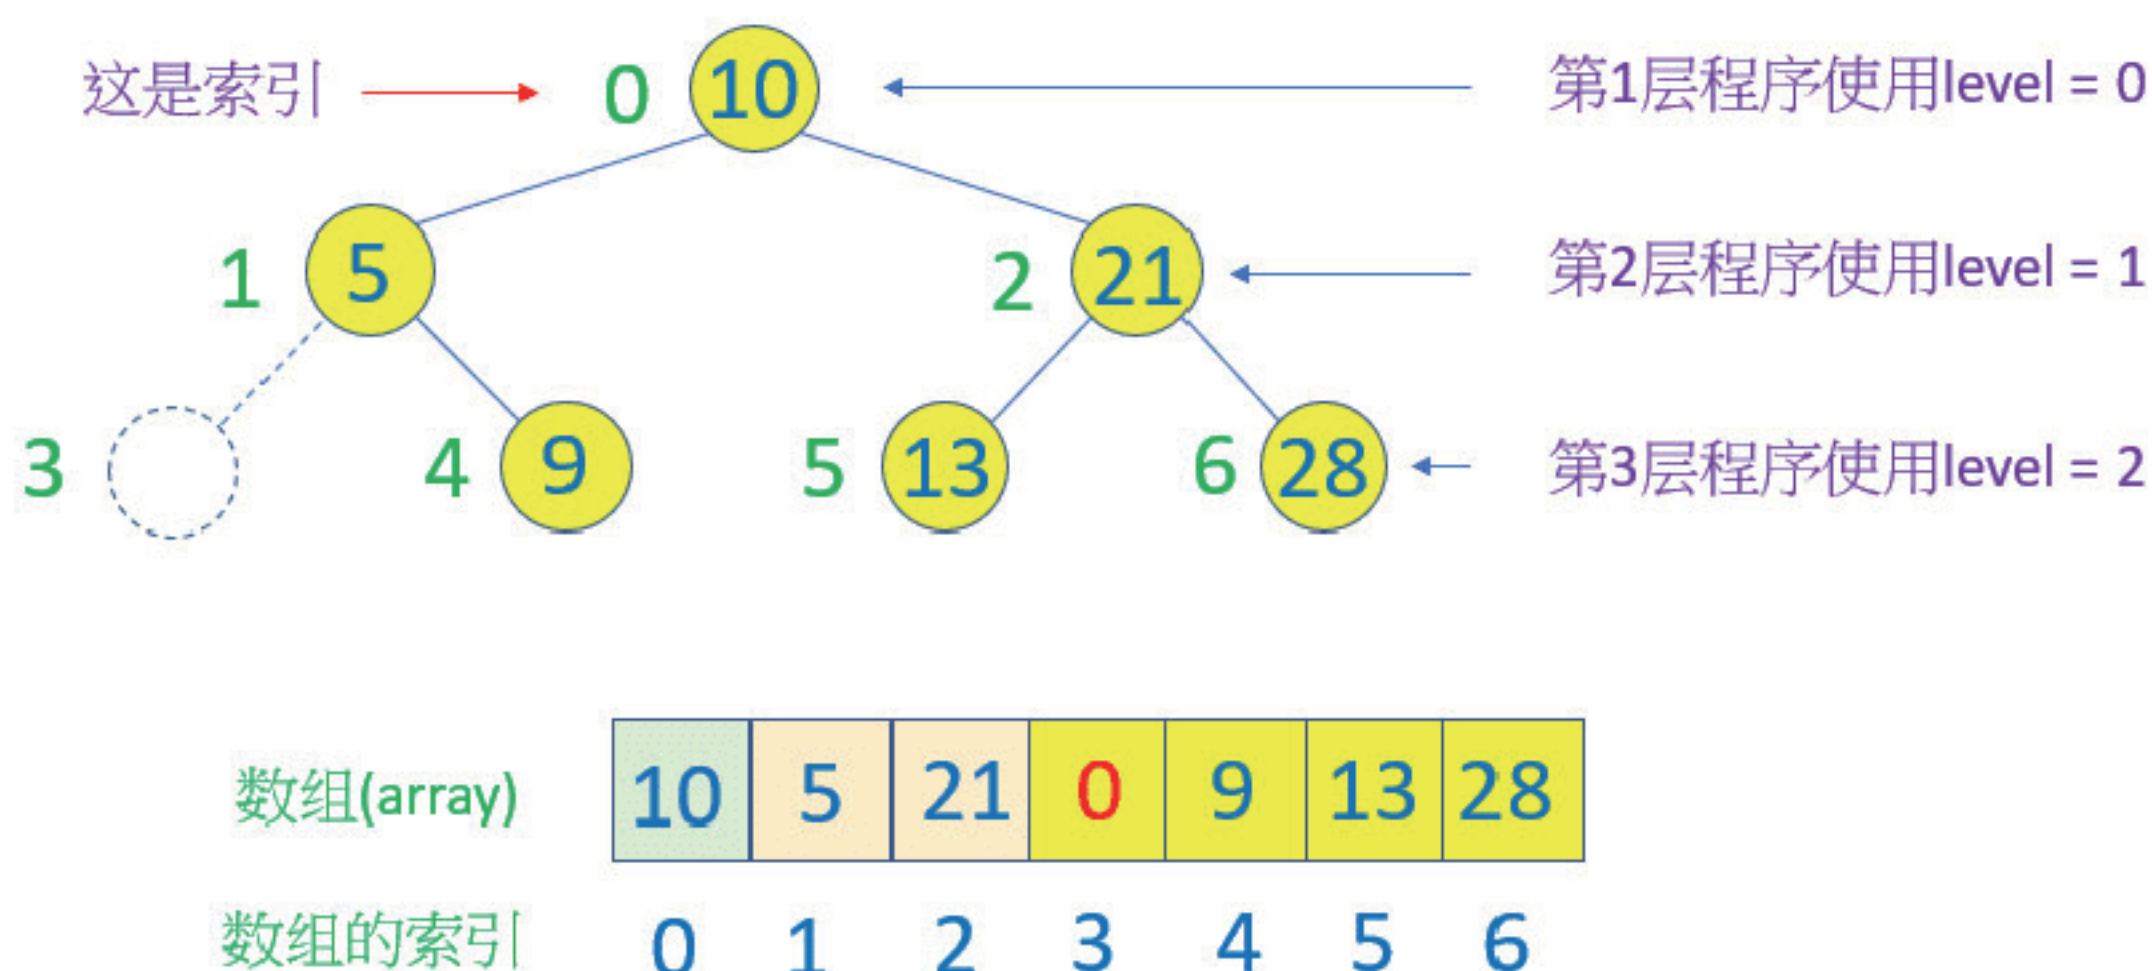 这是索引 0 10 第1层程序使用level = 0
1 5 2 21 第2层程序使用level = 1
3 4 9 5 13 6 28 第3层程序使用level = 2
数组(array) 10 5 21 0 9 13 28
数组的索引 0 1 2 3 4 5 6